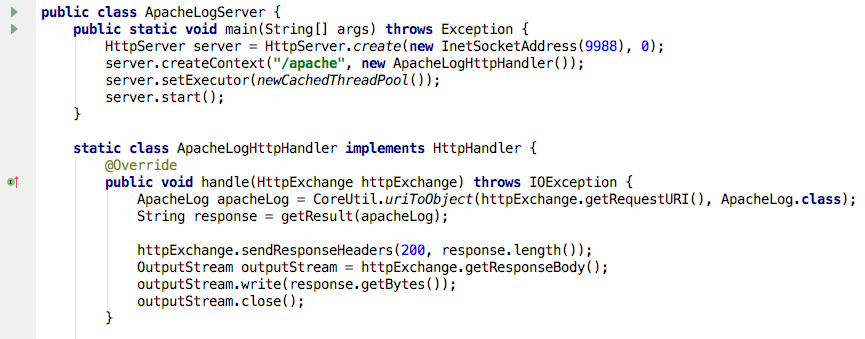 public class ApacheLogServer {
    public static void main(String[] args) throws Exception {
        HttpServer server = HttpServer.create(new InetSocketAddress(9988), 0);
        server.createContext("/apache", new ApacheLogHttpHandler());
        server.setExecutor(newCachedThreadPool());
        server.start();
    }
    static class ApacheLogHttpHandler implements HttpHandler {
        @Override
        public void handle(HttpExchange httpExchange) throws IOException {
            ApacheLog apacheLog = CoreUtil.uriToObject(httpExchange.getRequestURI(), ApacheLog.class);
            String response = getResult(apacheLog);
            httpExchange.sendResponseHeaders(200, response.length());
            OutputStream outputStream = httpExchange.getResponseBody();
            outputStream.write(response.getBytes());
            outputStream.close();
        }